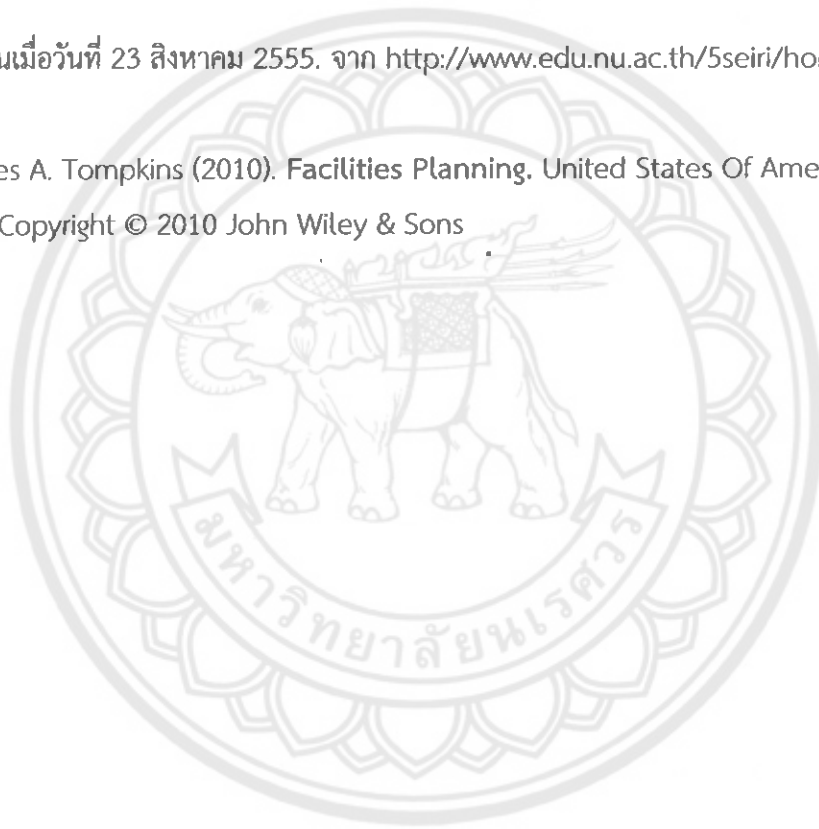 นเมื่อวันที่ 23 สิงหาคม 2555. จาก http://www.edu.nu.ac.th/5seiri/ho
es A. Tompkins (2010). Facilities Planning. United States Of Ame
Copyright © 2010 John Wiley & Sons
มหาวิทยาลัยนเรศวร